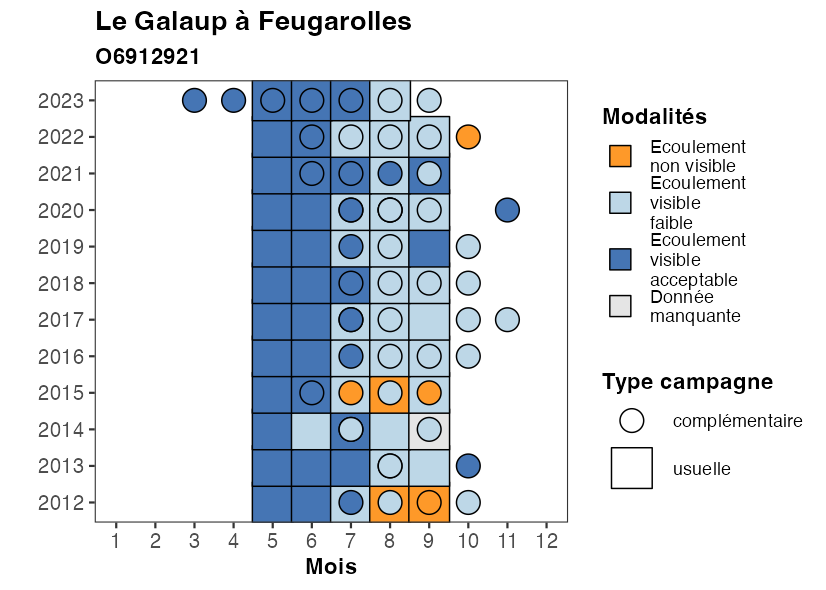 Le Galaup à Feugarolles
O6912921
2023
2022
2021
2020
2019
2018
2017
2016
2015
2014
2013
2012
1 2 3 4 5 6 7 8 9 10 11 12
Mois
Modalités
Ecoulement
non visible
Ecoulement
visible
faible
Ecoulement
visible
acceptable
Donnée
manquante
Type campagne
complémentaire
usuelle